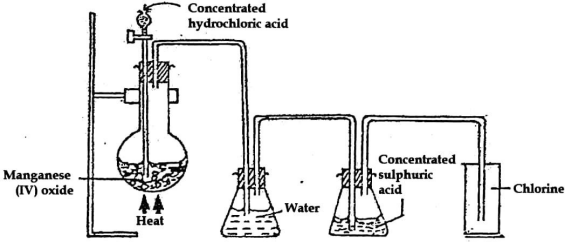 Concentrated
hydrochloric acid
Manganese
(IV) oxide
Heat
Water
Concentrated
sulphuric
acid
Chlorine